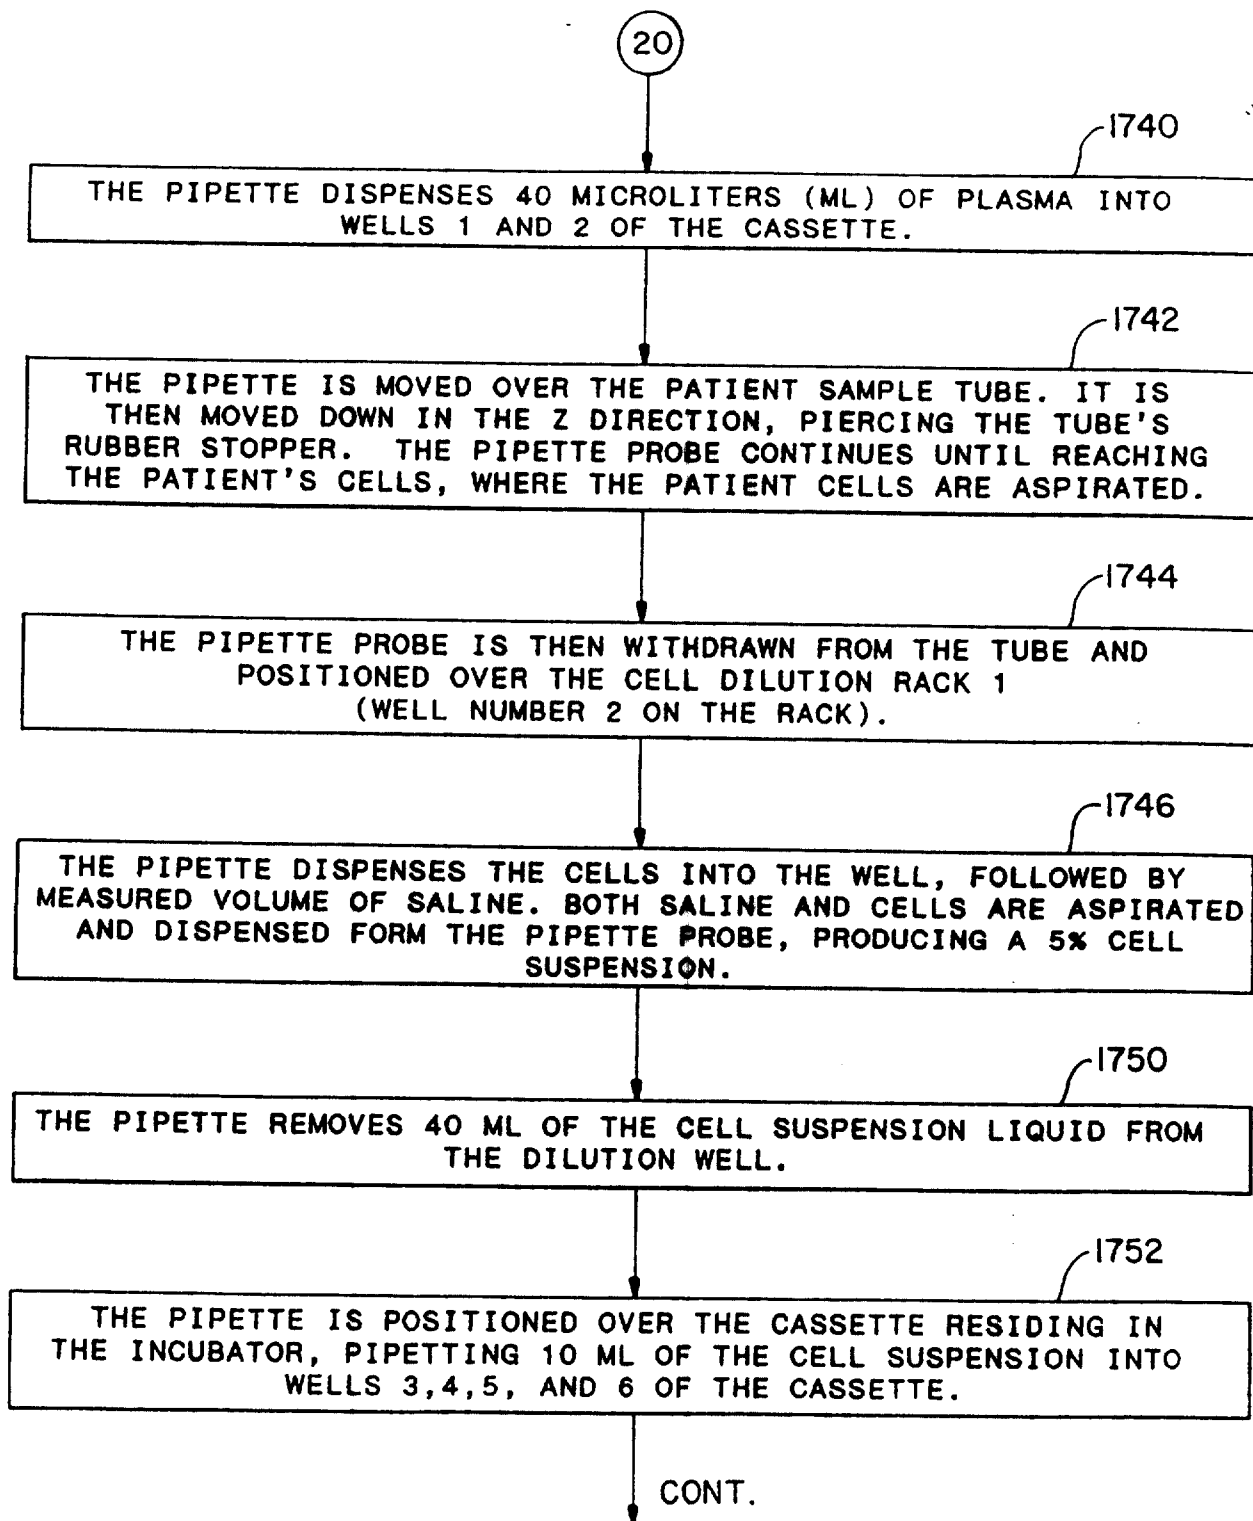 20
1740
THE PIPETTE DISPENSES 40 MICROLITERS (ML) OF PLASMA INTO
WELLS 1 AND 2 OF THE CASSETTE.
1742
THE PIPETTE IS MOVED OVER THE PATIENT SAMPLE TUBE. IT IS
THEN MOVED DOWN IN THE Z DIRECTION, PIERCING THE TUBE'S
RUBBER STOPPER. THE PIPETTE PROBE CONTINUES UNTIL REACHING
THE PATIENT'S CELLS, WHERE THE PATIENT CELLS ARE ASPIRATED.
1744
THE PIPETTE PROBE IS THEN WITHDRAWN FROM THE TUBE AND
POSITIONED OVER THE CELL DILUTION RACK 1
(WELL NUMBER 2 ON THE RACK).
1746
THE PIPETTE DISPENSES THE CELLS INTO THE WELL, FOLLOWED BY
MEASURED VOLUME OF SALINE. BOTH SALINE AND CELLS ARE ASPIRATED
AND DISPENSED FORM THE PIPETTE PROBE, PRODUCING A 5% CELL
SUSPENSION.
1750
THE PIPETTE REMOVES 40 ML OF THE CELL SUSPENSION LIQUID FROM
THE DILUTION WELL.
1752
THE PIPETTE IS POSITIONED OVER THE CASSETTE RESIDING IN
THE INCUBATOR, PIPETTING 10 ML OF THE CELL SUSPENSION INTO
WELLS 3,4,5, AND 6 OF THE CASSETTE.
CONT.